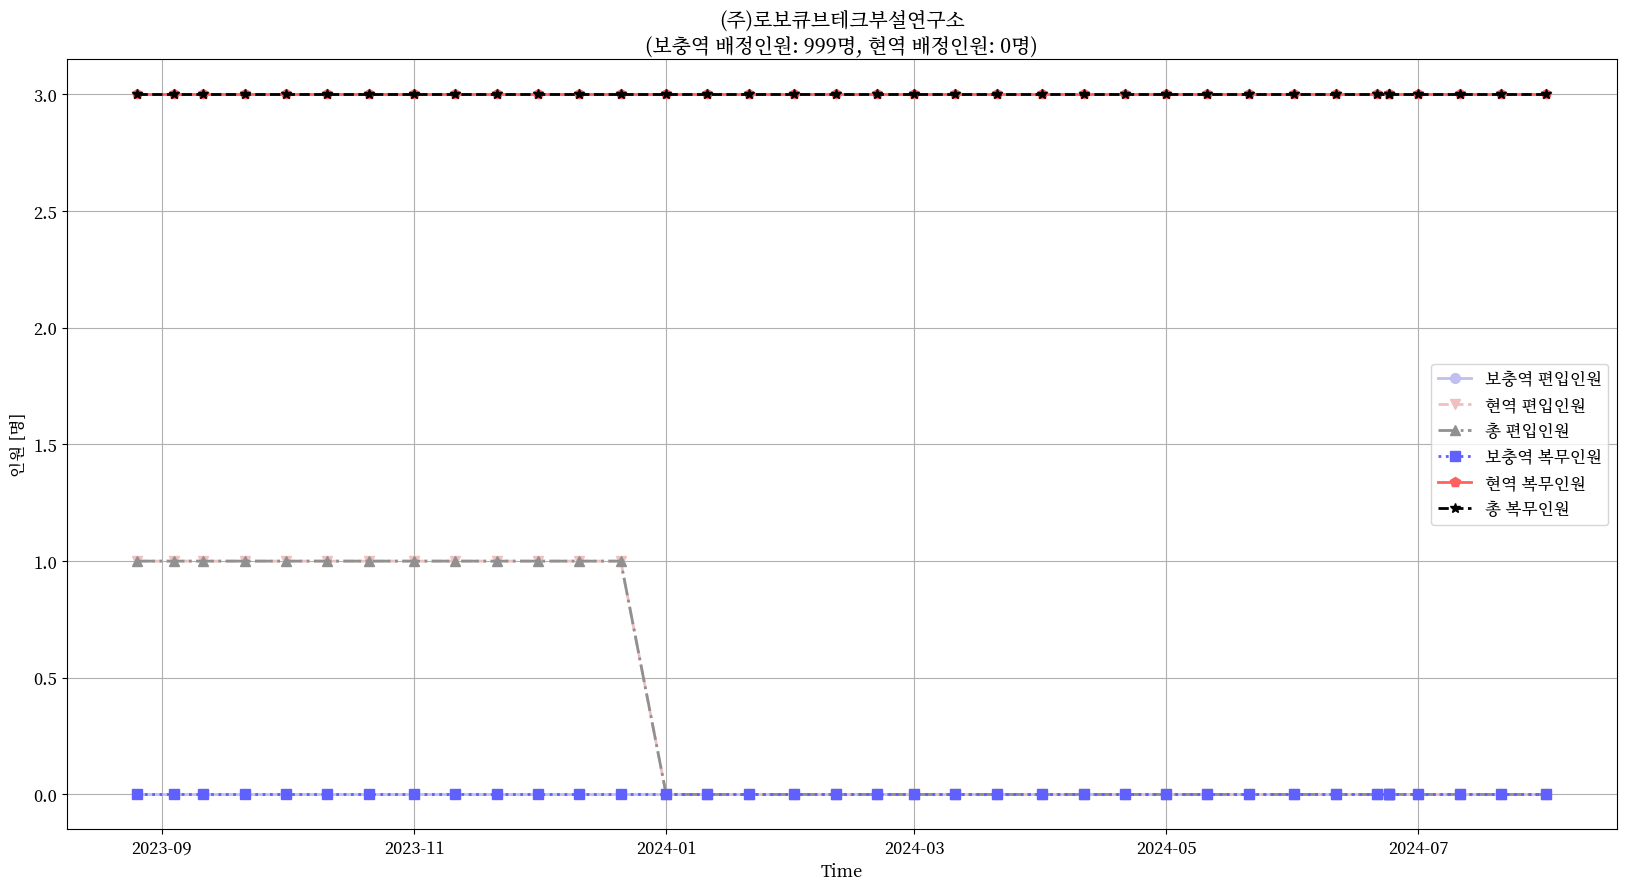 (주)로보큐브테크부설연구소
(보충역 배정인원: 999명, 현역 배정인원: 0명)
인원 [명]
3.0
2.5
2.0
1.5
1.0
0.5
0.0
보충역 편입인원
현역 편입인원
총 편입인원
보충역 복무인원
현역 복무인원
총 복무인원
2023-09
2023-11
2024-01
2024-03
2024-05
2024-07
Time